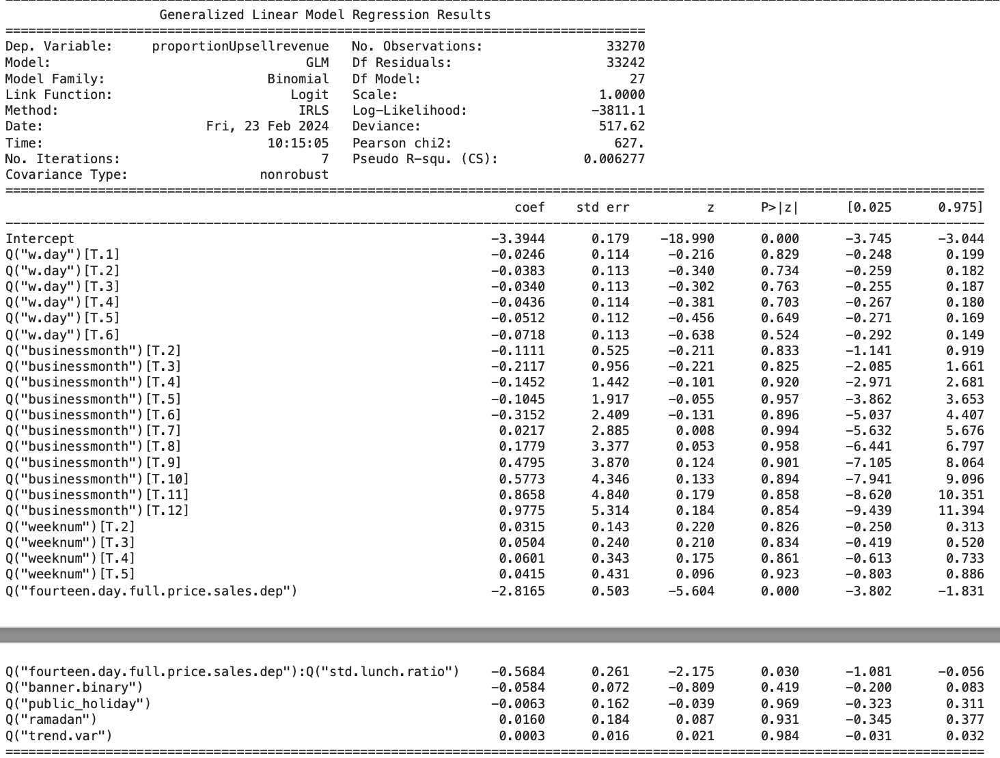 Generalized Linear Model Regression Results
==============================================================================
Dep. Variable: proportionUpsellrevenue No. Observations: 33270
Model: GLM Df Residuals: 33242
Model Family: Binomial Df Model: 27
Link Function: Logit Scale: 1.0000
Method: IRLS Log-Likelihood: -3811.1
Date: Fri, 23 Feb 2024 Deviance: 517.62
Time: 10:15:05 Pearson chi2: 627.
No. Iterations: 7 Pseudo R-squ. (CS): 0.006277
Covariance Type: nonrobust
coef std err z P>|z| [0.025 0.975]
Intercept -3.3944 0.179 -18.990 0.000 -3.745 -3.044
Q("w.day")[T.1] -0.0246 0.114 -0.216 0.829 -0.248 0.199
Q("w.day")[T.2] -0.0383 0.113 -0.340 0.734 -0.259 0.182
Q("w.day")[T.3] -0.0340 0.113 -0.302 0.763 -0.255 0.187
Q("w.day")[T.4] -0.0436 0.114 -0.381 0.703 -0.267 0.180
Q("w.day")[T.5] -0.0512 0.112 -0.456 0.649 -0.271 0.169
Q("w.day")[T.6] -0.0718 0.113 -0.638 0.524 -0.292 0.149
Q("businessmonth")[T.2] -0.1111 0.525 -0.211 0.833 -1.141 0.919
Q("businessmonth")[T.3] -0.2117 0.956 -0.221 0.825 -2.085 1.661
Q("businessmonth")[T.4] -0.1452 1.442 -0.101 0.920 -2.971 2.681
Q("businessmonth")[T.5] -0.1045 1.917 -0.055 0.957 -3.862 3.653
Q("businessmonth")[T.6] -0.3152 2.409 -0.131 0.896 -5.037 4.407
Q("businessmonth")[T.7] 0.0217 2.885 0.008 0.994 -5.632 5.676
Q("businessmonth")[T.8] 0.1779 3.377 0.053 0.958 -6.441 6.797
Q("businessmonth")[T.9] 0.4795 3.870 0.124 0.901 -7.105 8.064
Q("businessmonth")[T.10] 0.5773 4.346 0.133 0.894 -7.941 9.096
Q("businessmonth")[T.11] 0.8658 4.840 0.179 0.858 -8.620 10.351
Q("businessmonth")[T.12] 0.9775 5.314 0.184 0.854 -9.439 11.394
Q("weeknum")[T.2] 0.0315 0.143 0.220 0.826 -0.250 0.313
Q("weeknum")[T.3] 0.0504 0.240 0.210 0.834 -0.419 0.520
Q("weeknum")[T.4] 0.0601 0.343 0.175 0.861 -0.613 0.733
Q("weeknum")[T.5] 0.0415 0.431 0.096 0.923 -0.803 0.886
Q("fourteen.day.full.price.sales.dep") -2.8165 0.503 -5.604 0.000 -3.802 -1.831
Q("fourteen.day.full.price.sales.dep"):Q("std.lunch.ratio") -0.5684 0.261 -2.175 0.030 -1.081 -0.056
Q("banner.binary") -0.0584 0.072 -0.809 0.419 -0.200 0.083
Q("public_holiday") -0.0063 0.162 -0.039 0.969 -0.323 0.311
Q("ramadan") 0.0160 0.184 0.087 0.931 -0.345 0.377
Q("trend.var") 0.0003 0.016 0.021 0.984 -0.031 0.032